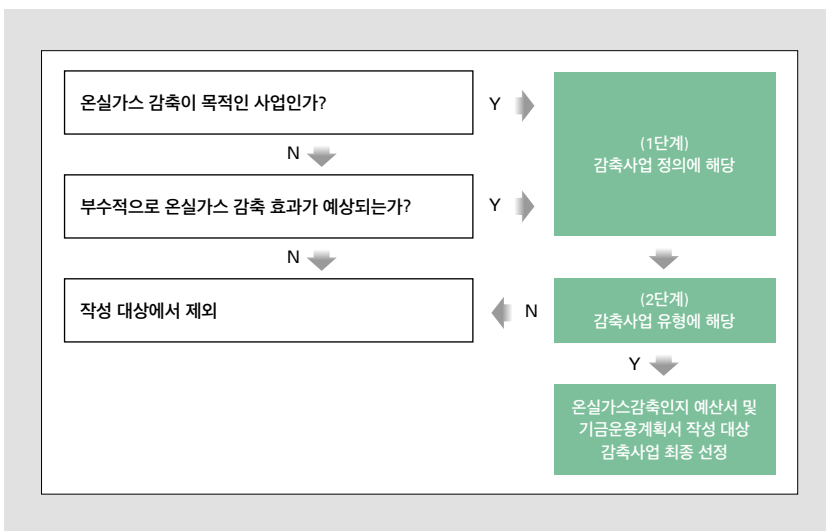 온실가스 감축이 목적인 사업인가?
Y
(1단계)
감축사업 정의에 해당
N
부수적으로 온실가스 감축 효과가 예상되는가?
Y
N
작성 대상에서 제외
N
(2단계)
감축사업 유형에 해당
Y
온실가스감축인지 예산서 및
기금운용계획서 작성 대상
감축사업 최종 선정